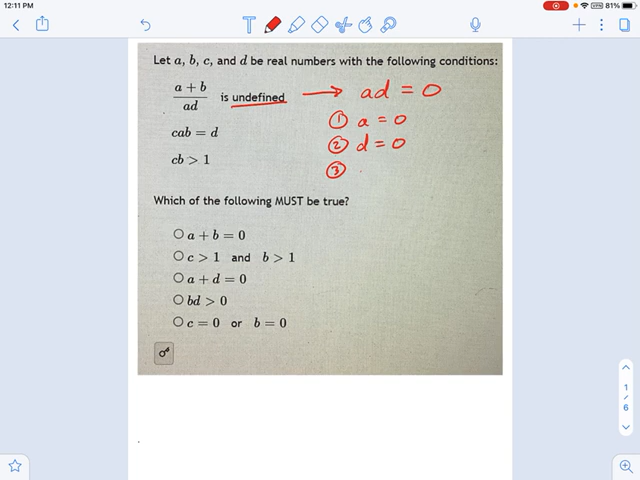 12:11 PM
VPN 81%
T
Let a, b, c, and d be real numbers with the following conditions:
a + b
ad
is undefined → ad = 0
① a = 0
cab = d
② d = 0
cb > 1
③
Which of the following MUST be true?
a + b = 0
c > 1 and b > 1
a + d = 0
bd > 0
c = 0 or b = 0
1
/
6